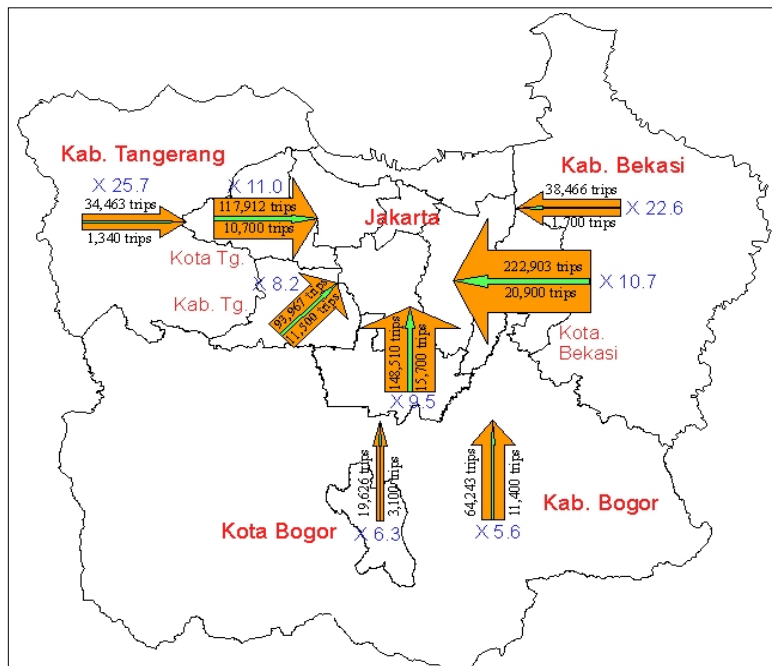 Kab. Tangerang
X 25.7
34,463 trips
1,340 trips
X 11.0
117,912 trips
10,700 trips
Jakarta
Kab. Bekasi
38,466 trips
1,700 trips
X 22.6
Kota Tg.
Kab. Tg.
X 8.2
93,967 trips
11,500 trips
222,903 trips
20,900 trips
X 10.7
Kota.
Bekasi
148,510 trips
15,700 trips
X 9.5
19,626 trips
3,100 trips
X 6.3
Kota Bogor
64,243 trips
11,400 trips
X 5.6
Kab. Bogor